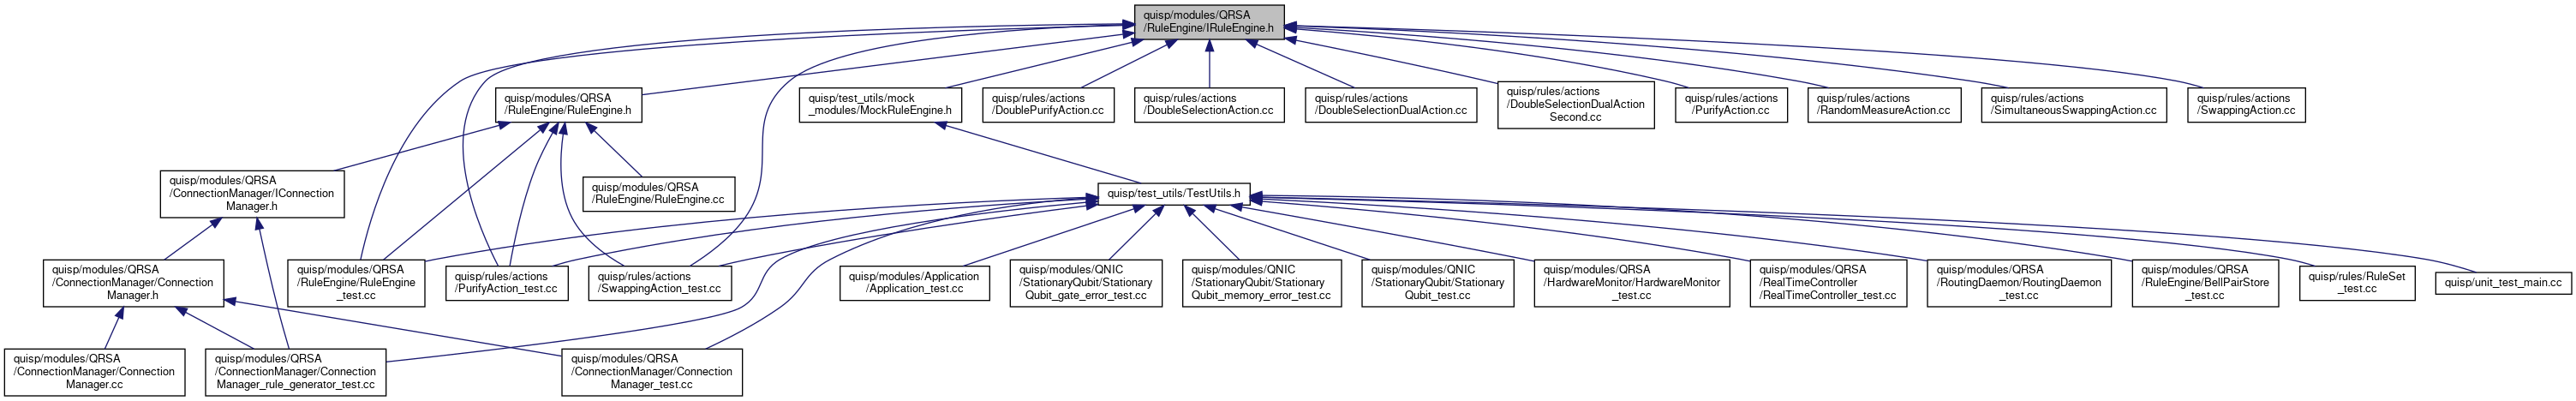 quisp/modules/QRSA
/RuleEngine/IRuleEngine.h
quisp/modules/QRSA
/RuleEngine/RuleEngine.h
quisp/test_utils/mock
_modules/MockRuleEngine.h
quisp/rules/actions
/DoublePurifyAction.cc
quisp/rules/actions
/DoubleSelectionAction.cc
quisp/rules/actions
/DoubleSelectionDualAction.cc
quisp/rules/actions
/DoubleSelectionDualAction
Second.cc
quisp/rules/actions
/PurifyAction.cc
quisp/rules/actions
/RandomMeasureAction.cc
quisp/rules/actions
/SimultaneousSwappingAction.cc
quisp/rules/actions
/SwappingAction.cc
quisp/modules/QRSA
/ConnectionManager/IConnection
Manager.h
quisp/modules/QRSA
/RuleEngine/RuleEngine.cc
quisp/test_utils/TestUtils.h
quisp/modules/QRSA
/ConnectionManager/Connection
Manager.h
quisp/modules/QRSA
/RuleEngine/RuleEngine
_test.cc
quisp/rules/actions
/PurifyAction_test.cc
quisp/rules/actions
/SwappingAction_test.cc
quisp/modules/Application
/Application_test.cc
quisp/modules/QNIC
/StationaryQubit/Stationary
Qubit_gate_error_test.cc
quisp/modules/QNIC
/StationaryQubit/Stationary
Qubit_memory_error_test.cc
quisp/modules/QNIC
/StationaryQubit/Stationary
Qubit_test.cc
quisp/modules/QRSA
/HardwareMonitor/HardwareMonitor
_test.cc
quisp/modules/QRSA
/RealTimeController
/RealTimeController_test.cc
quisp/modules/QRSA
/RoutingDaemon/RoutingDaemon
_test.cc
quisp/modules/QRSA
/RuleEngine/BellPairStore
_test.cc
quisp/rules/RuleSet
_test.cc
quisp/unit_test_main.cc
quisp/modules/QRSA
/ConnectionManager/Connection
Manager.cc
quisp/modules/QRSA
/ConnectionManager/Connection
Manager_rule_generator_test.cc
quisp/modules/QRSA
/ConnectionManager/Connection
Manager_test.cc